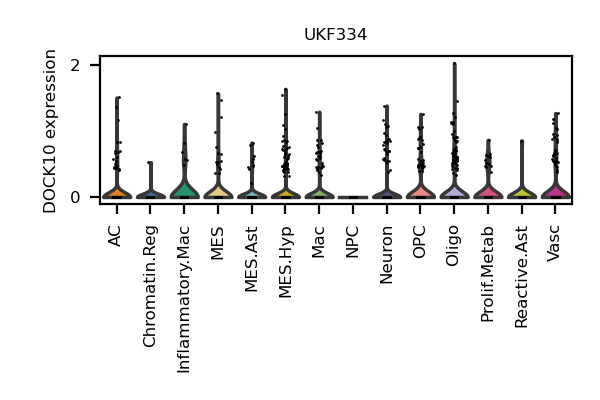 UKF334
DOCK10 expression
2
0
AC
Chromatin.Reg
Inflammatory.Mac
MES
MES.Ast
MES.Hyp
Mac
NPC
Neuron
OPC
Oligo
Prolif.Metab
Reactive.Ast
Vasc